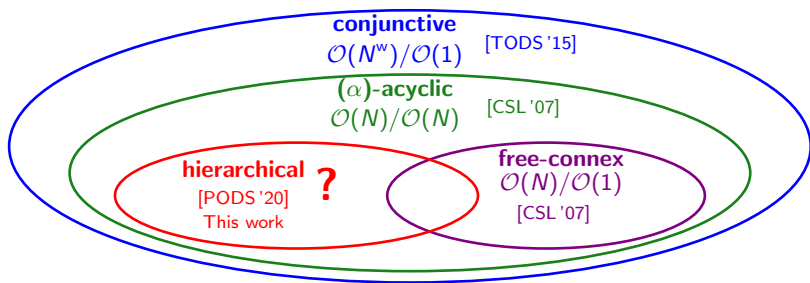 conjunctive
O(N^w)/O(1) [TODS '15]
(α)-acyclic
O(N)/O(N) [CSL '07]
hierarchical ?
[PODS '20]
This work
free-connex
O(N)/O(1)
[CSL '07]